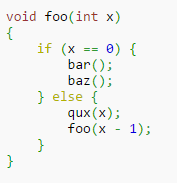 void foo(int x)
{
    if (x == 0) {
        bar();
        baz();
    } else {
        qux(x);
        foo(x - 1);
    }
}